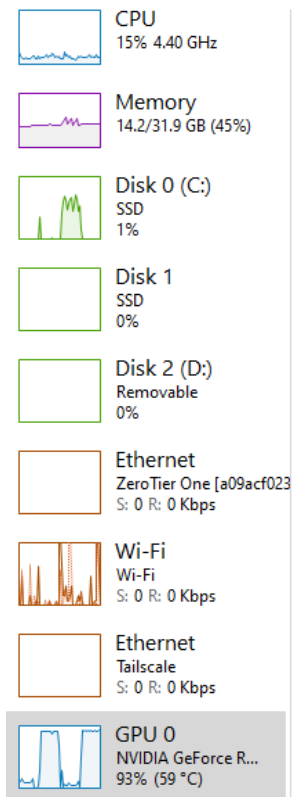 CPU
15% 4.40 GHz
Memory
14.2/31.9 GB (45%)
Disk 0 (C:)
SSD
1%
Disk 1
SSD
0%
Disk 2 (D:)
Removable
0%
Ethernet
ZeroTier One [a09acf023
S: 0 R: 0 Kbps
Wi-Fi
Wi-Fi
S: 0 R: 0 Kbps
Ethernet
Tailscale
S: 0 R: 0 Kbps
GPU 0
NVIDIA GeForce R...
93% (59 °C)